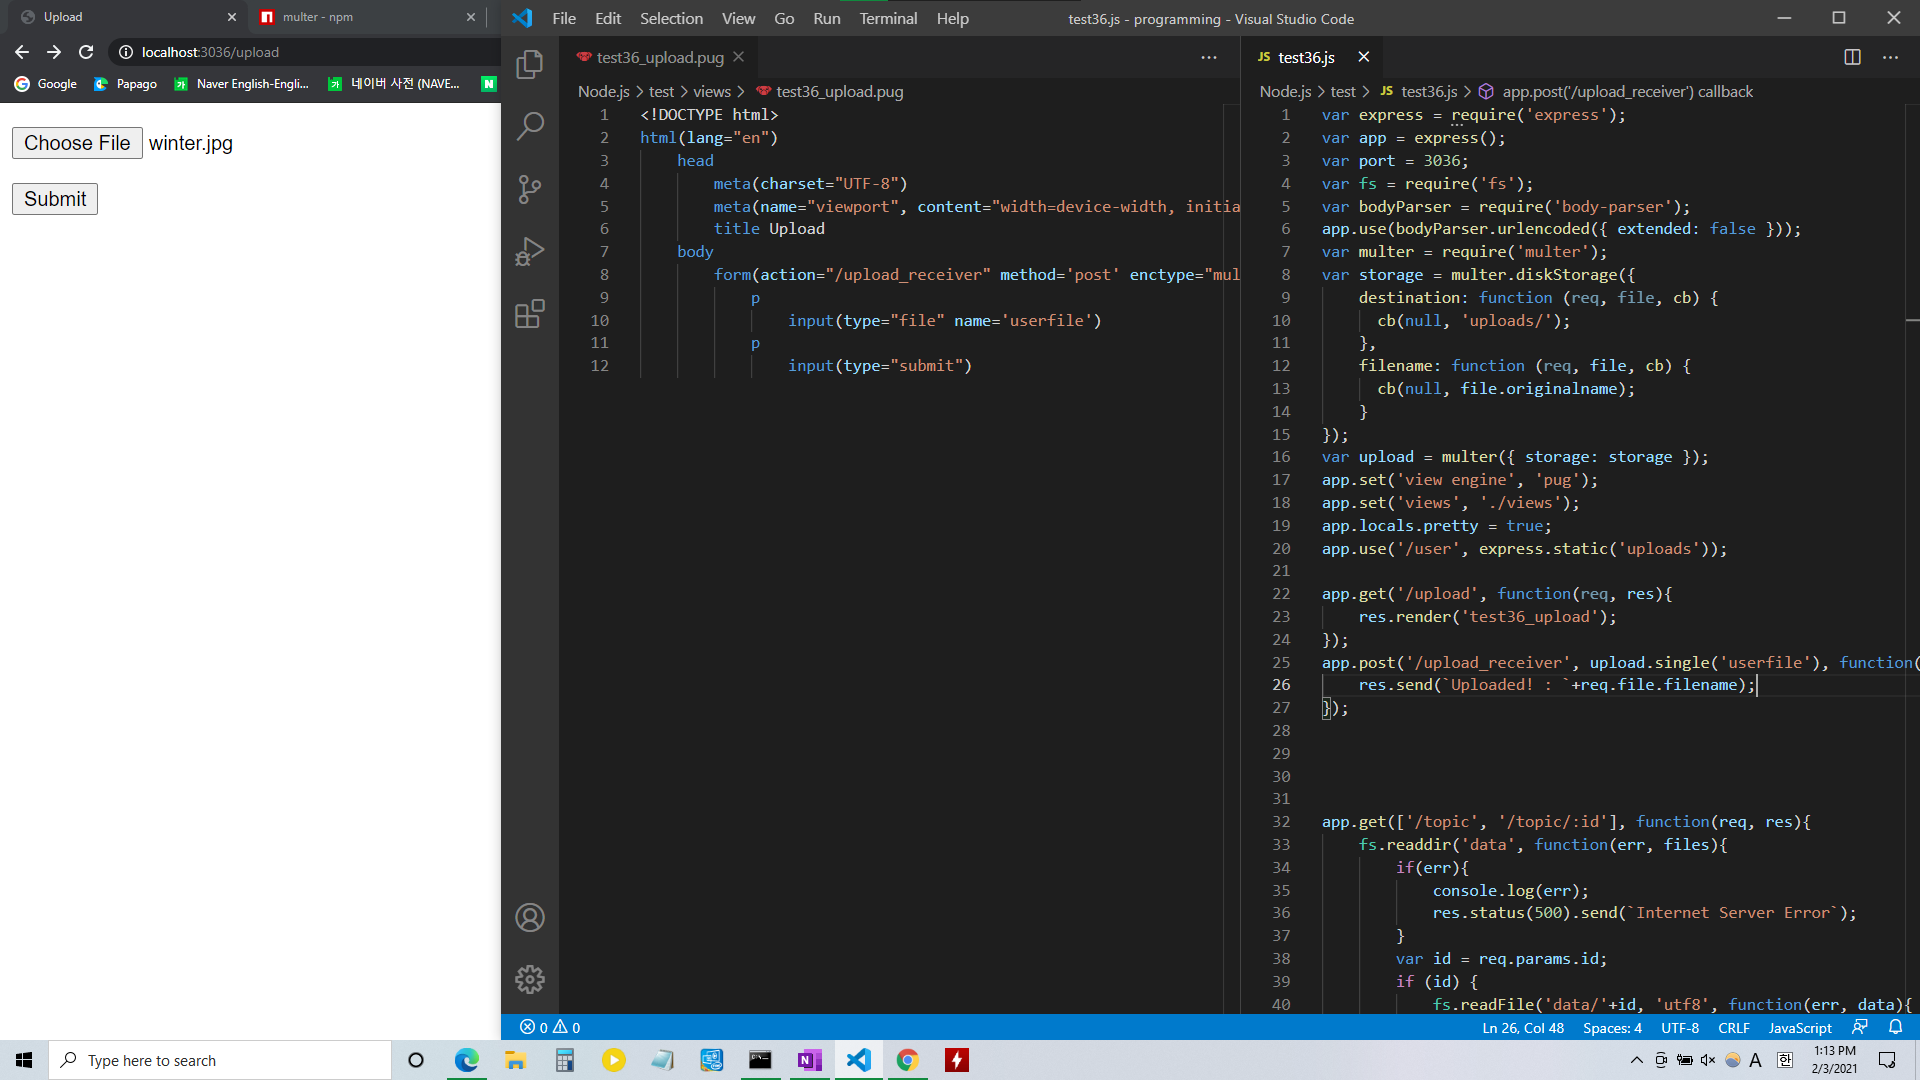 Upload
multer - npm
localhost:3036/upload
Google
Papago
Naver English-Engli...
네이버 사전 (NAVE...
Choose File winter.jpg
Submit
File Edit Selection View Go Run Terminal Help
test36.js - programming - Visual Studio Code
test36_upload.pug
Node.js > test > views > test36_upload.pug
1 <!DOCTYPE html>
2 html(lang="en")
3 head
4 meta(charset="UTF-8")
5 meta(name="viewport", content="width=device-width, initia
6 title Upload
7 body
8 form(action="/upload_receiver" method='post' enctype="mul
9 p
10 input(type="file" name='userfile')
11 p
12 input(type="submit")
JS test36.js
Node.js > test > JS test36.js > app.post('/upload_receiver') callback
1 var express = require('express');
2 var app = express();
3 var port = 3036;
4 var fs = require('fs');
5 var bodyParser = require('body-parser');
6 app.use(bodyParser.urlencoded({ extended: false }));
7 var multer = require('multer');
8 var storage = multer.diskStorage({
9 destination: function (req, file, cb) {
10 cb(null, 'uploads/');
11 },
12 filename: function (req, file, cb) {
13 cb(null, file.originalname);
14 }
15 });
16 var upload = multer({ storage: storage });
17 app.set('view engine', 'pug');
18 app.set('views', './views');
19 app.locals.pretty = true;
20 app.use('/user', express.static('uploads'));
21
22 app.get('/upload', function(req, res){
23 res.render('test36_upload');
24 });
25 app.post('/upload_receiver', upload.single('userfile'), function(
26 res.send(`Uploaded! : `+req.file.filename);
27 });
28
29
30
31
32 app.get(['/topic', '/topic/:id'], function(req, res){
33 fs.readdir('data', function(err, files){
34 if(err){
35 console.log(err);
36 res.status(500).send(`Internet Server Error`);
37 }
38 var id = req.params.id;
39 if (id) {
40 fs.readFile('data/'+id, 'utf8', function(err, data){
0 0
Ln 26, Col 48 Spaces: 4 UTF-8 CRLF JavaScript
Type here to search
A 한
1:13 PM
2/3/2021